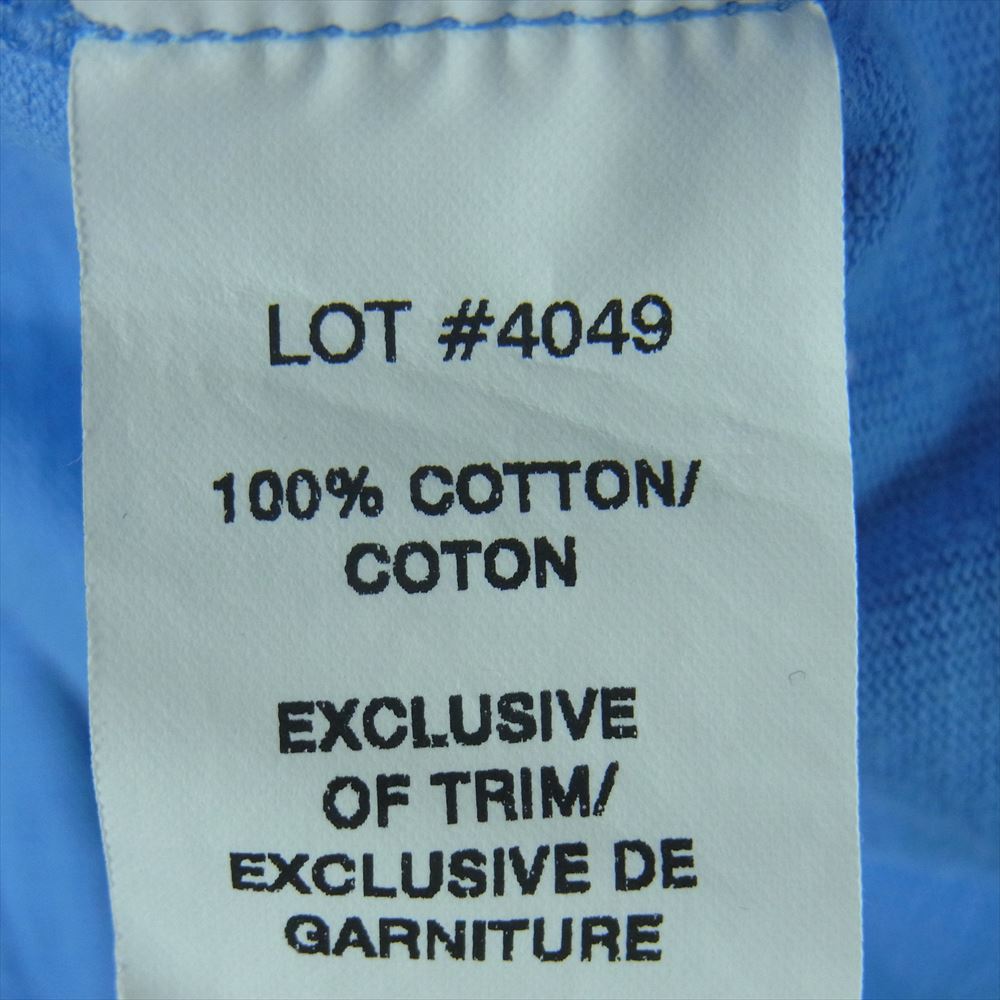 LOT #4049
100% COTTON/
COTON
EXCLUSIVE
OF TRIM/
EXCLUSIVE DE
GARNITURE